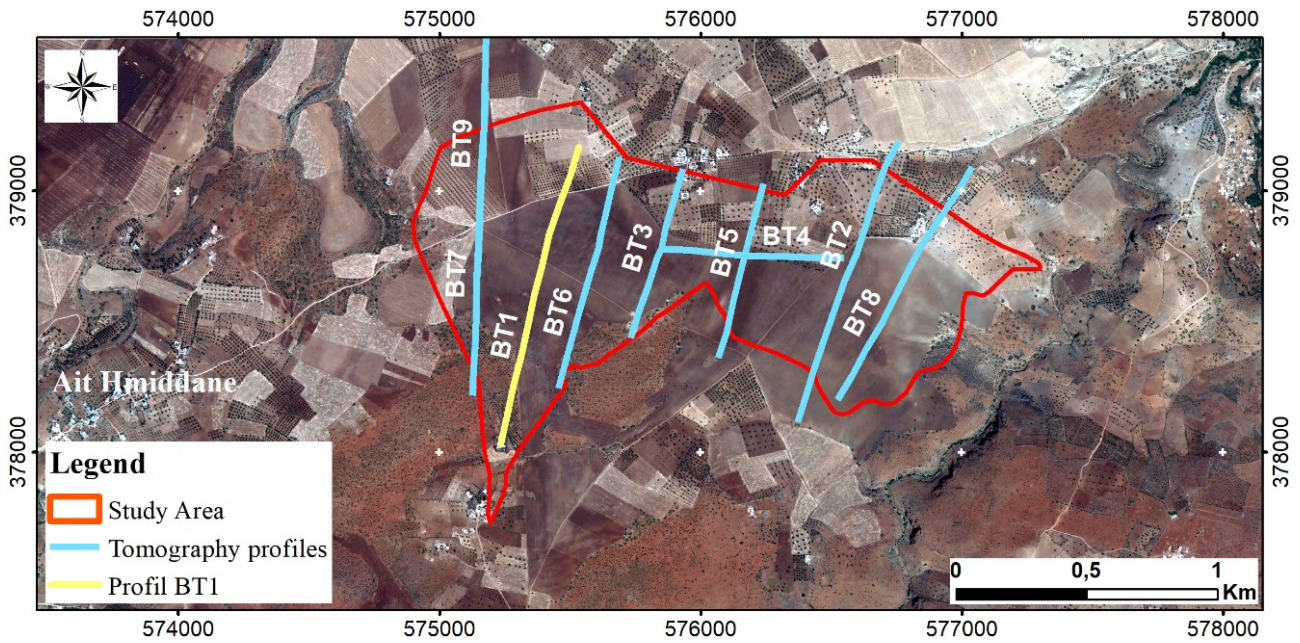 574000 575000 576000 577000 578000
N
W E
S
379000 379000
BT9
BT7
BT1
BT6
BT3
BT5
BT4
BT2
BT8
Ait Hmiddane
378000 378000
Legend
Study Area
Tomography profiles
Profil BT1
0 0,5 1
Km
574000 575000 576000 577000 578000